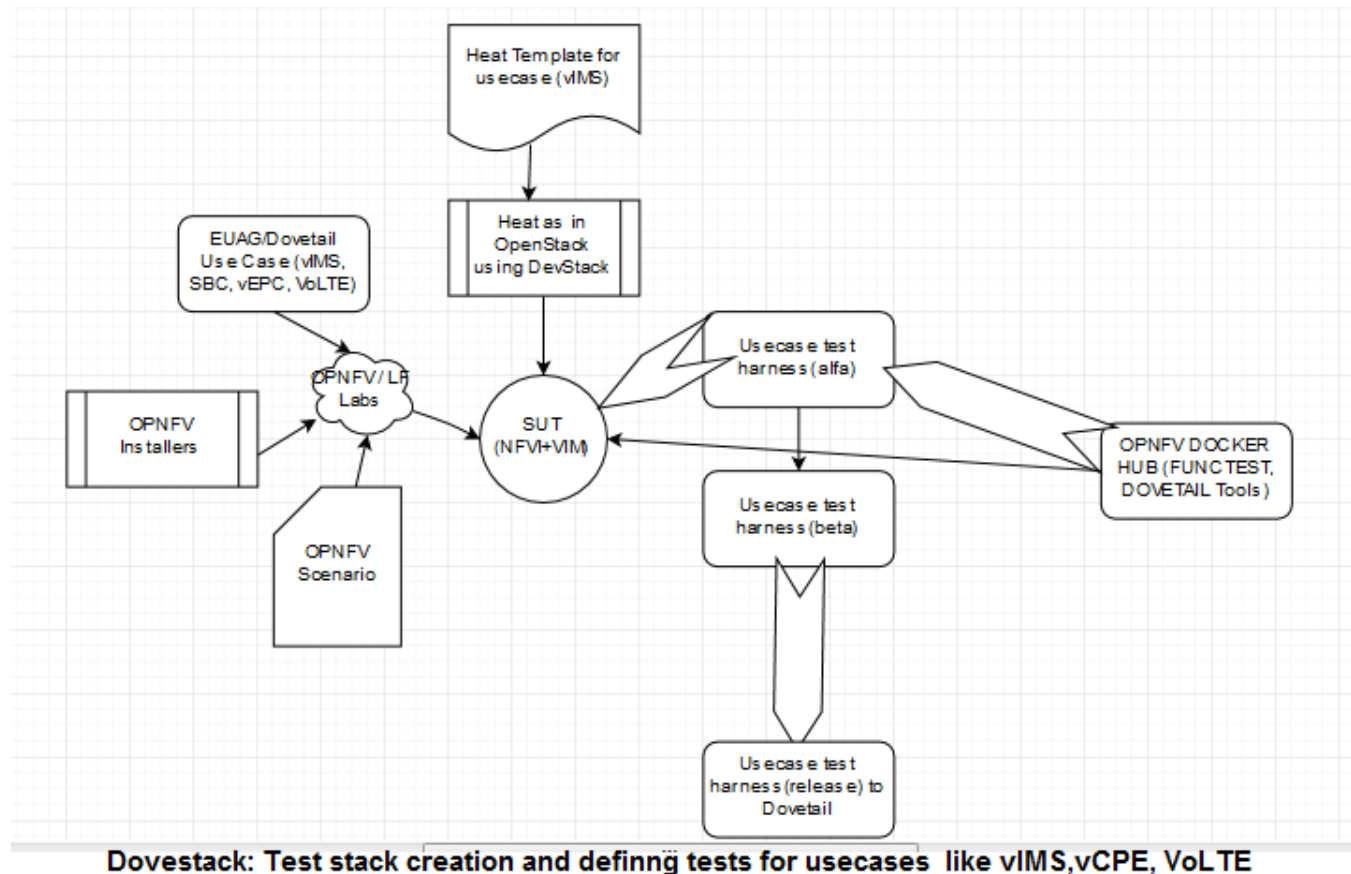 Heat Template for
usecase (vIMS)
Heat as in
OpenStack
using DevStack
EUAG/Dovetail
Use Case (vIMS,
SBC, vEPC, VoLTE)
OPNFV / LF
Labs
OPNFV
Installers
OPNFV
Scenario
SUT
(NFVI+VIM)
Usecase test
harness (alfa)
Usecase test
harness (beta)
Usecase test
harness (release) to
Dovetail
OPNFV DOCKER
HUB (FUNCTEST,
DOVETAIL Tools)
Dovestack: Test stack creation and definng tests for usecases like vIMS,vCPE, VoLTE